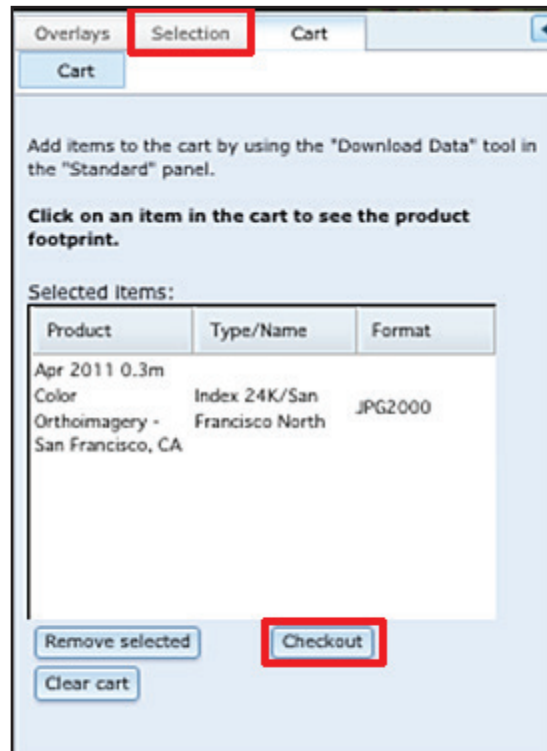 Overlays Selection Cart
Cart
Add items to the cart by using the "Download Data" tool in
the "Standard" panel.
Click on an item in the cart to see the product
footprint.
Selected Items:
Product Type/Name Format
Apr 2011 0.3m
Color
Orthoimagery -
San Francisco, CA
Index 24K/San
Francisco North
JPG2000
Remove selected Checkout
Clear cart